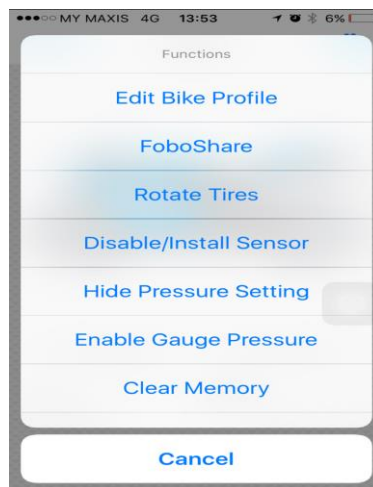 MY MAXIS 4G 13:53 6%
Functions
Edit Bike Profile
FoboShare
Rotate Tires
Disable/Install Sensor
Hide Pressure Setting
Enable Gauge Pressure
Clear Memory
Cancel